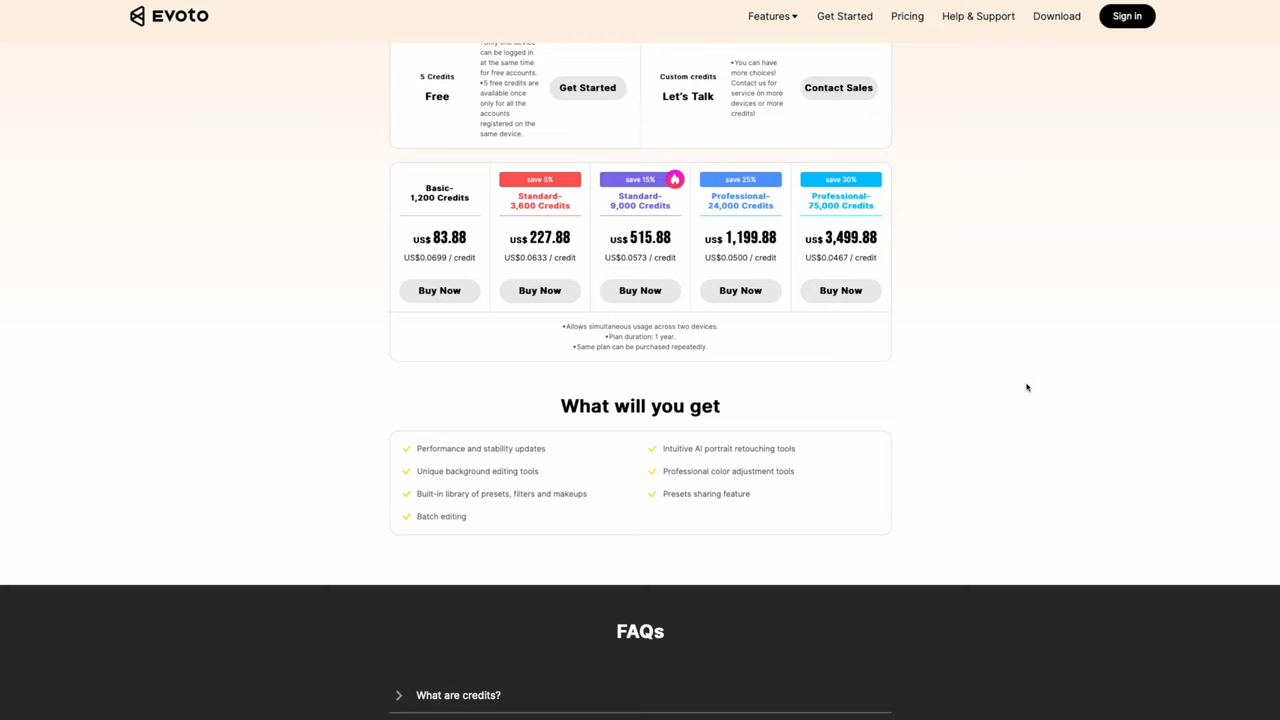 EVOTO
Features
Get Started
Pricing
Help & Support
Download
Sign in
5 Credits
Free
•Only one device
can be logged in
at the same time
for free accounts.
•5 free credits are
available once
only for all the
accounts
registered on the
same device.
Get Started
Custom credits
Let's Talk
•You can have
more choices!
Contact us for
service on more
devices or more
credits!
Contact Sales
Basic-
1,200 Credits
US$ 83.88
US$0.0699 / credit
Buy Now
save 5%
Standard-
3,600 Credits
US$ 227.88
US$0.0633 / credit
Buy Now
save 15%
Standard-
9,000 Credits
US$ 515.88
US$0.0573 / credit
Buy Now
save 25%
Professional-
24,000 Credits
US$ 1,199.88
US$0.0500 / credit
Buy Now
save 30%
Professional-
75,000 Credits
US$ 3,499.88
US$0.0467 / credit
Buy Now
•Allows simultaneous usage across two devices.
•Plan duration: 1 year.
•Same plan can be purchased repeatedly.
What will you get
Performance and stability updates
Intuitive AI portrait retouching tools
Unique background editing tools
Professional color adjustment tools
Built-in library of presets, filters and makeups
Presets sharing feature
Batch editing
FAQs
What are credits?